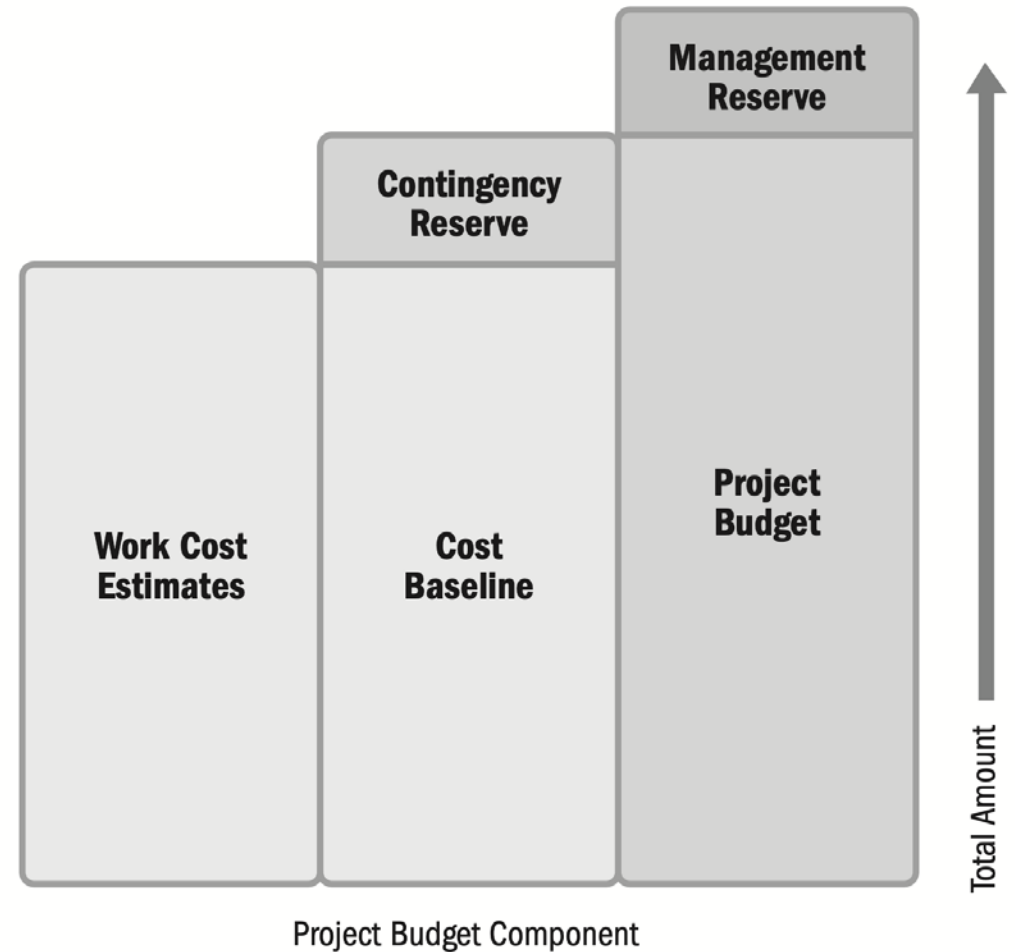 Management
Reserve
Contingency
Reserve
Work Cost
Estimates
Cost
Baseline
Project
Budget
Total Amount
Project Budget Component